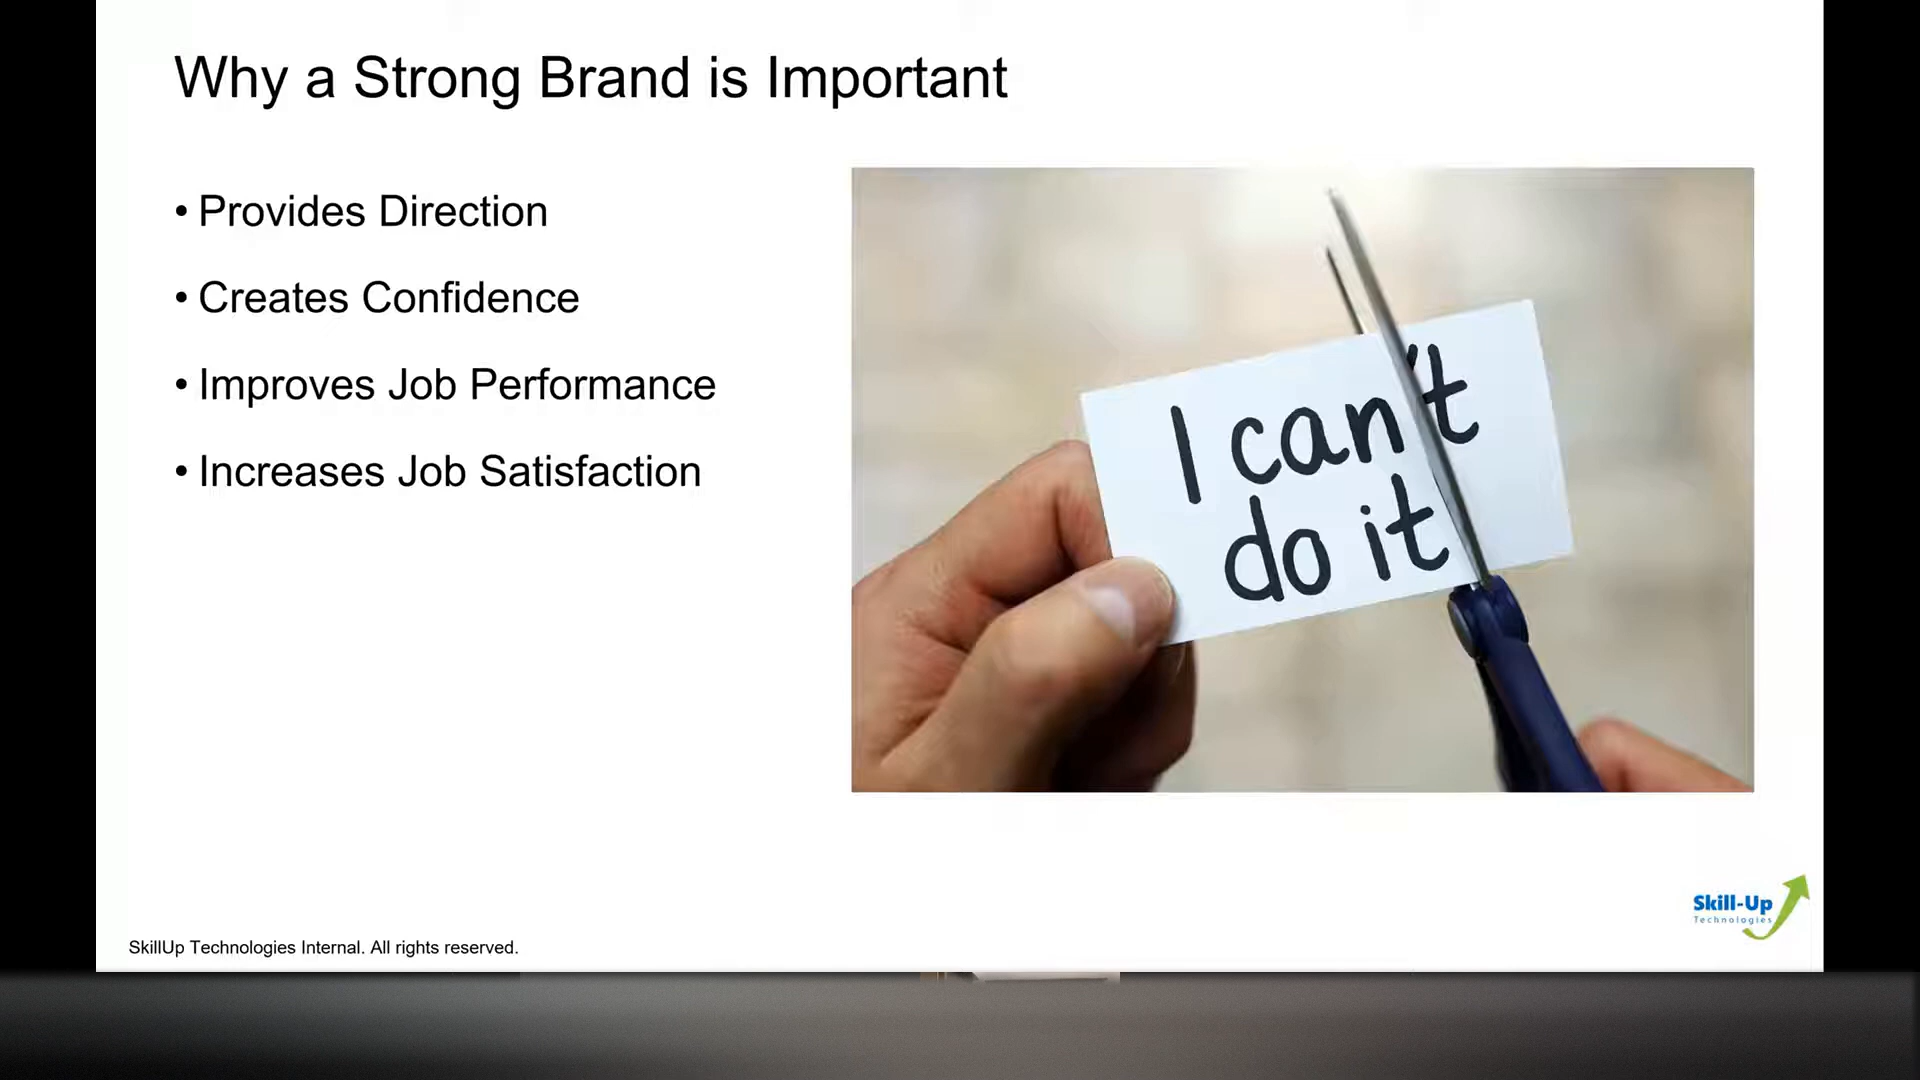 Why a Strong Brand is Important
• Provides Direction
• Creates Confidence
• Improves Job Performance
• Increases Job Satisfaction
I can't
do it
Skill-Up
Technologies
SkillUp Technologies Internal. All rights reserved.